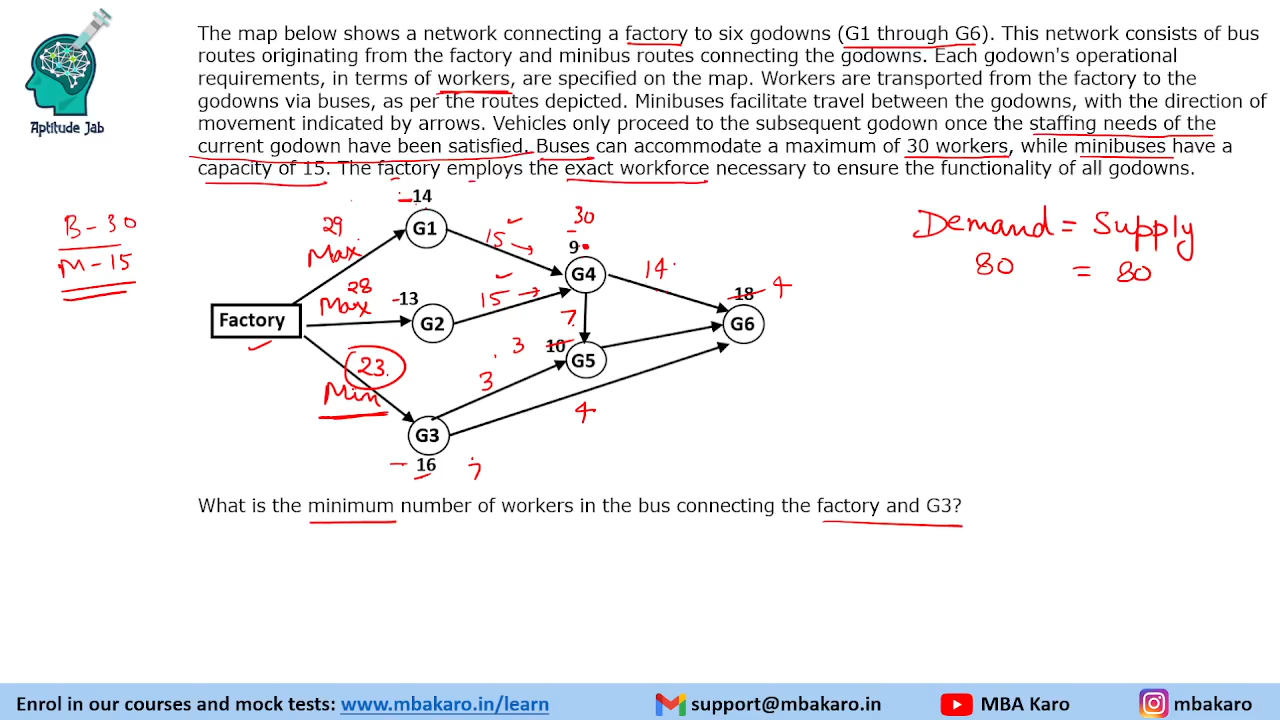 The map below shows a network connecting a factory to six godowns (G1 through G6). This network consists of bus
routes originating from the factory and minibus routes connecting the godowns. Each godown's operational
requirements, in terms of workers, are specified on the map. Workers are transported from the factory to the
godowns via buses, as per the routes depicted. Minibuses facilitate travel between the godowns, with the direction of
movement indicated by arrows. Vehicles only proceed to the subsequent godown once the staffing needs of the
current godown have been satisfied. Buses can accommodate a maximum of 30 workers, while minibuses have a
capacity of 15. The factory employs the exact workforce necessary to ensure the functionality of all godowns.
Aptitude Jab
B-30
M-15
-14
G1
29
Max
15
30
9
G4
14
28
Max
-13
G2
15
18 4
G6
Factory
7
3 10
G5
23
Min
3
4
G3
-16
7
Demand = Supply
80 = 80
What is the minimum number of workers in the bus connecting the factory and G3?
Enrol in our courses and mock tests: www.mbakaro.in/learn
support@mbakaro.in
MBA Karo
mbakaro